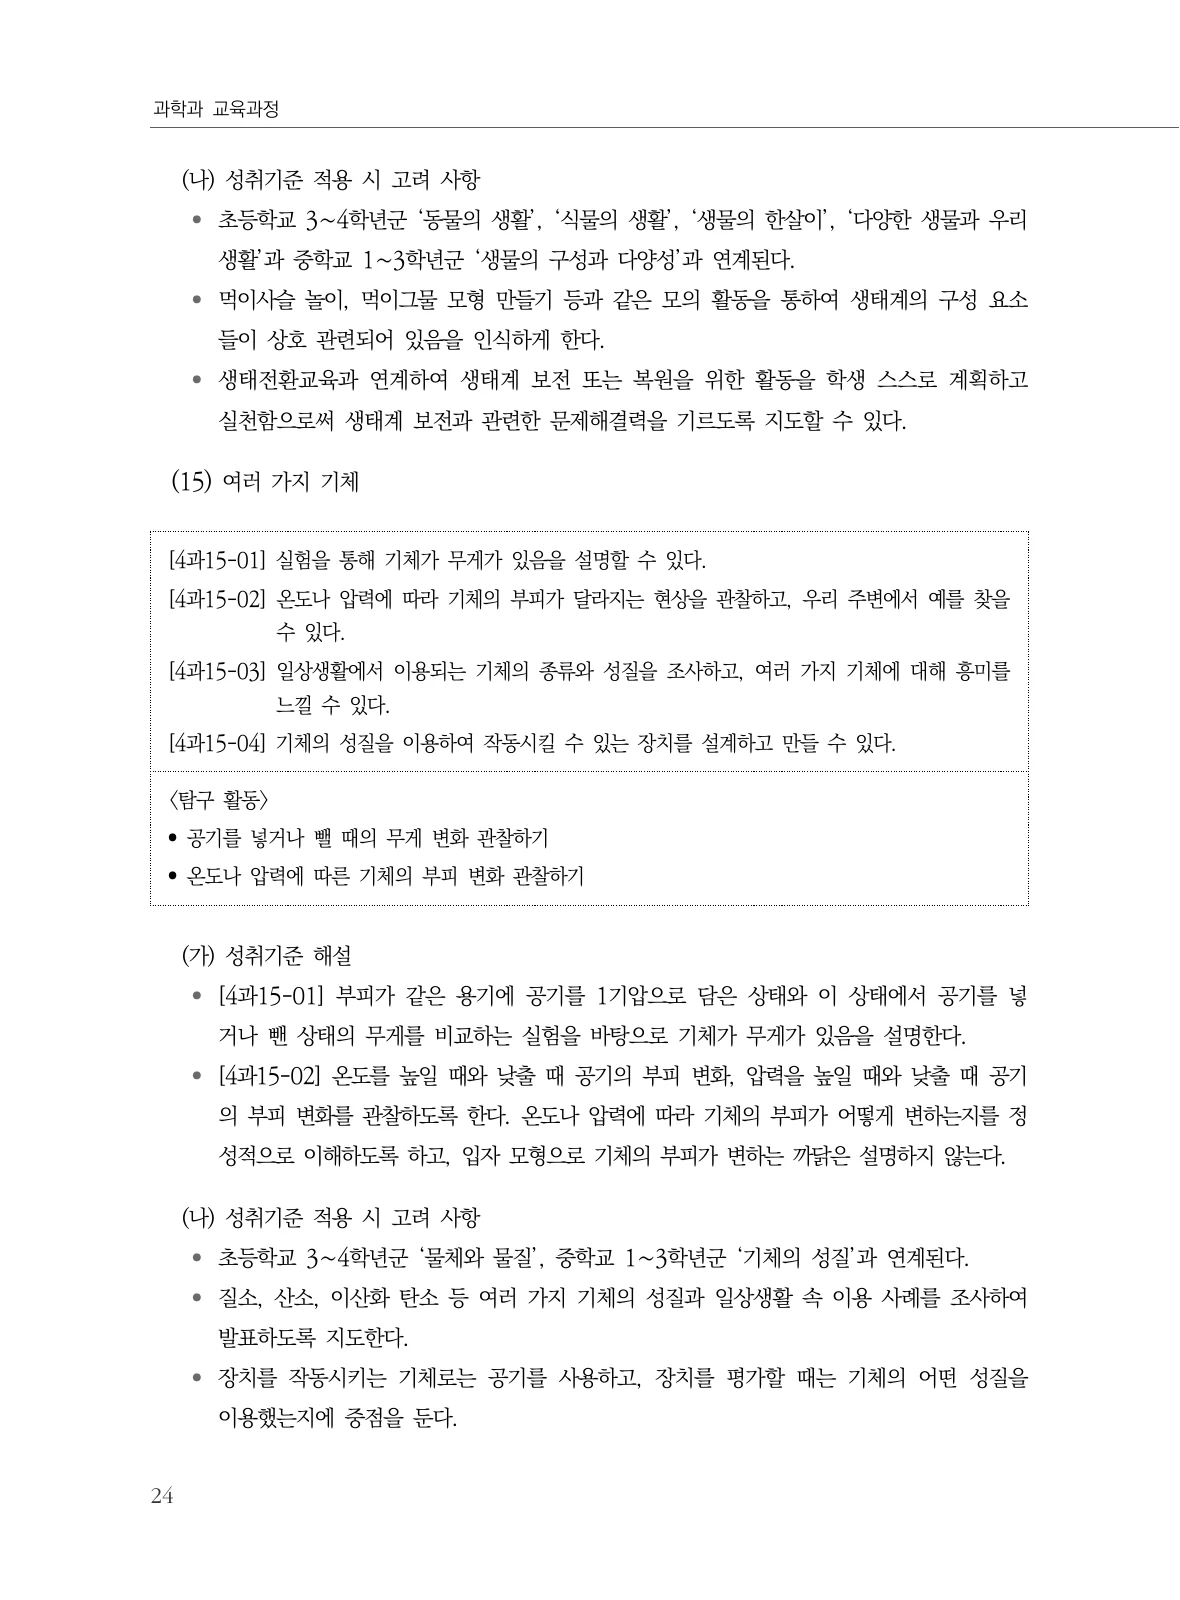 과학과 교육과정
(나) 성취기준 적용 시 고려 사항
• 초등학교 3~4학년군 ‘동물의 생활’, ‘식물의 생활’, ‘생물의 한살이’, ‘다양한 생물과 우리
생활’과 중학교 1~3학년군 ‘생물의 구성과 다양성’과 연계된다.
• 먹이사슬 놀이, 먹이그물 모형 만들기 등과 같은 모의 활동을 통하여 생태계의 구성 요소
들이 상호 관련되어 있음을 인식하게 한다.
• 생태전환교육과 연계하여 생태계 보전 또는 복원을 위한 활동을 학생 스스로 계획하고
실천함으로써 생태계 보전과 관련한 문제해결력을 기르도록 지도할 수 있다.
(15) 여러 가지 기체
[4과15-01] 실험을 통해 기체가 무게가 있음을 설명할 수 있다.
[4과15-02] 온도나 압력에 따라 기체의 부피가 달라지는 현상을 관찰하고, 우리 주변에서 예를 찾을
수 있다.
[4과15-03] 일상생활에서 이용되는 기체의 종류와 성질을 조사하고, 여러 가지 기체에 대해 흥미를
느낄 수 있다.
[4과15-04] 기체의 성질을 이용하여 작동시킬 수 있는 장치를 설계하고 만들 수 있다.
〈탐구 활동〉
• 공기를 넣거나 뺄 때의 무게 변화 관찰하기
• 온도나 압력에 따른 기체의 부피 변화 관찰하기
(가) 성취기준 해설
• [4과15-01] 부피가 같은 용기에 공기를 1기압으로 담은 상태와 이 상태에서 공기를 넣
거나 뺀 상태의 무게를 비교하는 실험을 바탕으로 기체가 무게가 있음을 설명한다.
• [4과15-02] 온도를 높일 때와 낮출 때 공기의 부피 변화, 압력을 높일 때와 낮출 때 공기
의 부피 변화를 관찰하도록 한다. 온도나 압력에 따라 기체의 부피가 어떻게 변하는지를 정
성적으로 이해하도록 하고, 입자 모형으로 기체의 부피가 변하는 까닭은 설명하지 않는다.
(나) 성취기준 적용 시 고려 사항
• 초등학교 3~4학년군 ‘물체와 물질’, 중학교 1~3학년군 ‘기체의 성질’과 연계된다.
• 질소, 산소, 이산화 탄소 등 여러 가지 기체의 성질과 일상생활 속 이용 사례를 조사하여
발표하도록 지도한다.
• 장치를 작동시키는 기체로는 공기를 사용하고, 장치를 평가할 때는 기체의 어떤 성질을
이용했는지에 중점을 둔다.
24